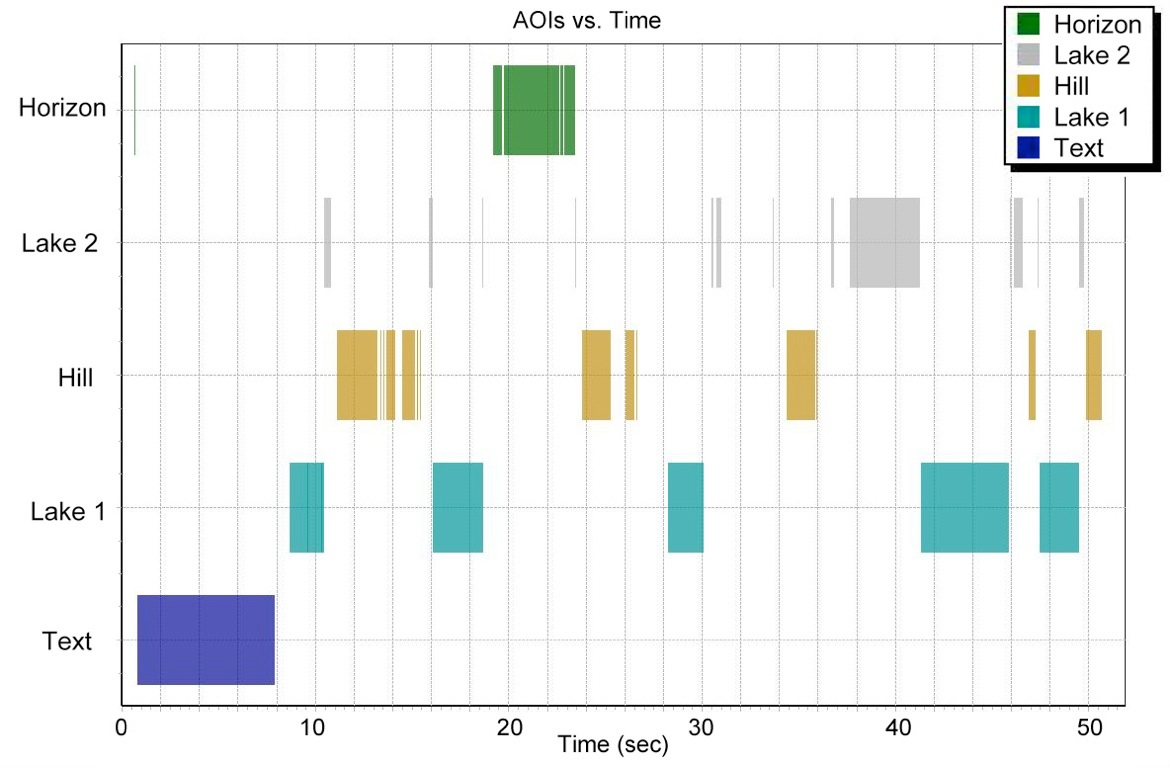 AOIs vs. Time
Horizon
Lake 2
Hill
Lake 1
Text
Horizon
Lake 2
Hill
Lake 1
Text
0 10 20 30 40 50
Time (sec)